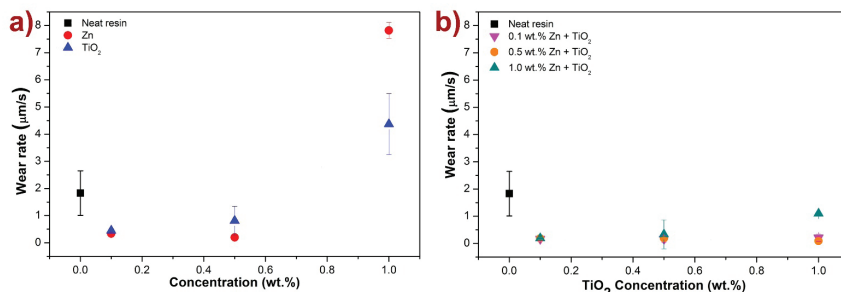 a)
Neat resin
Zn
TiO₂
Wear rate (μm/s)
8
7
6
5
4
3
2
1
0
0.0 0.2 0.4 0.6 0.8 1.0
Concentration (wt.%)
b)
Neat resin
0.1 wt.% Zn + TiO₂
0.5 wt.% Zn + TiO₂
1.0 wt.% Zn + TiO₂
Wear rate (μm/s)
8
7
6
5
4
3
2
1
0
0.0 0.2 0.4 0.6 0.8 1.0
TiO₂ Concentration (wt.%)